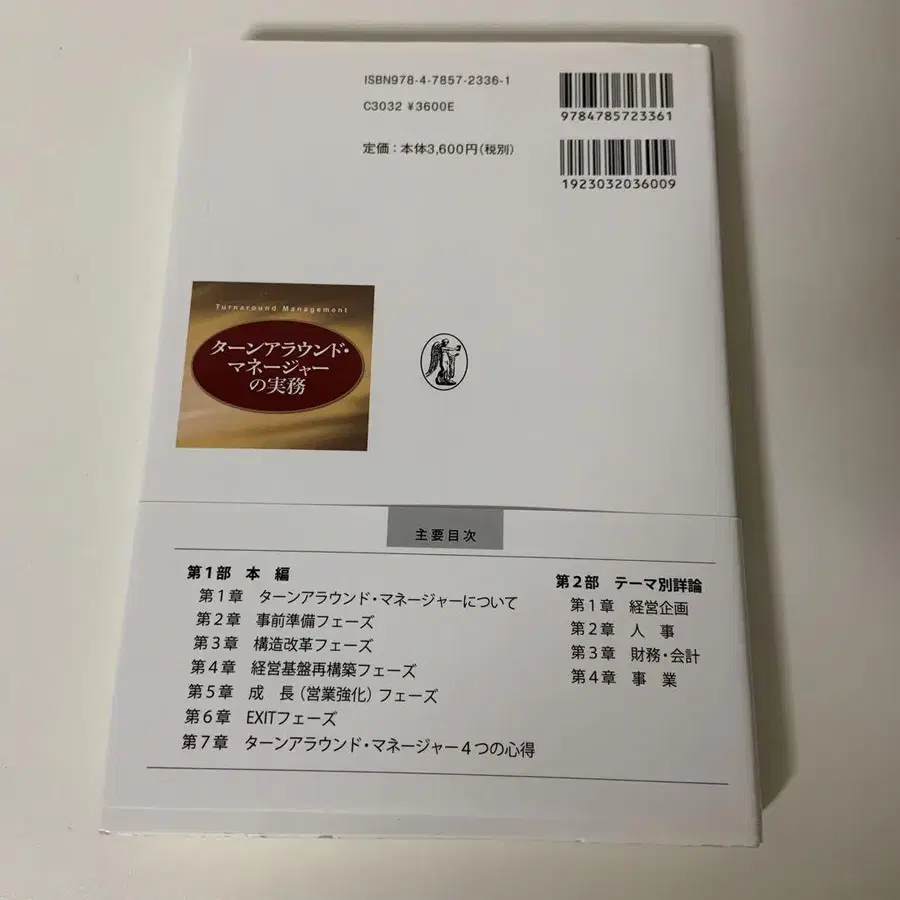 ISBN978-4-7857-2336-1
C3032 ¥3600E
定価：本体3,600円（税別）
9784785723361
1923032036009
Turnaround Management
ターンアラウンド・
マネージャー
の実務
主要目次
第1部 本 編
第1章 ターンアラウンド・マネージャーについて
第2章 事前準備フェーズ
第3章 構造改革フェーズ
第4章 経営基盤再構築フェーズ
第5章 成 長（営業強化）フェーズ
第6章 EXITフェーズ
第7章 ターンアラウンド・マネージャー4つの心得
第2部 テーマ別詳論
第1章 経営企画
第2章 人 事
第3章 財務・会計
第4章 事 業